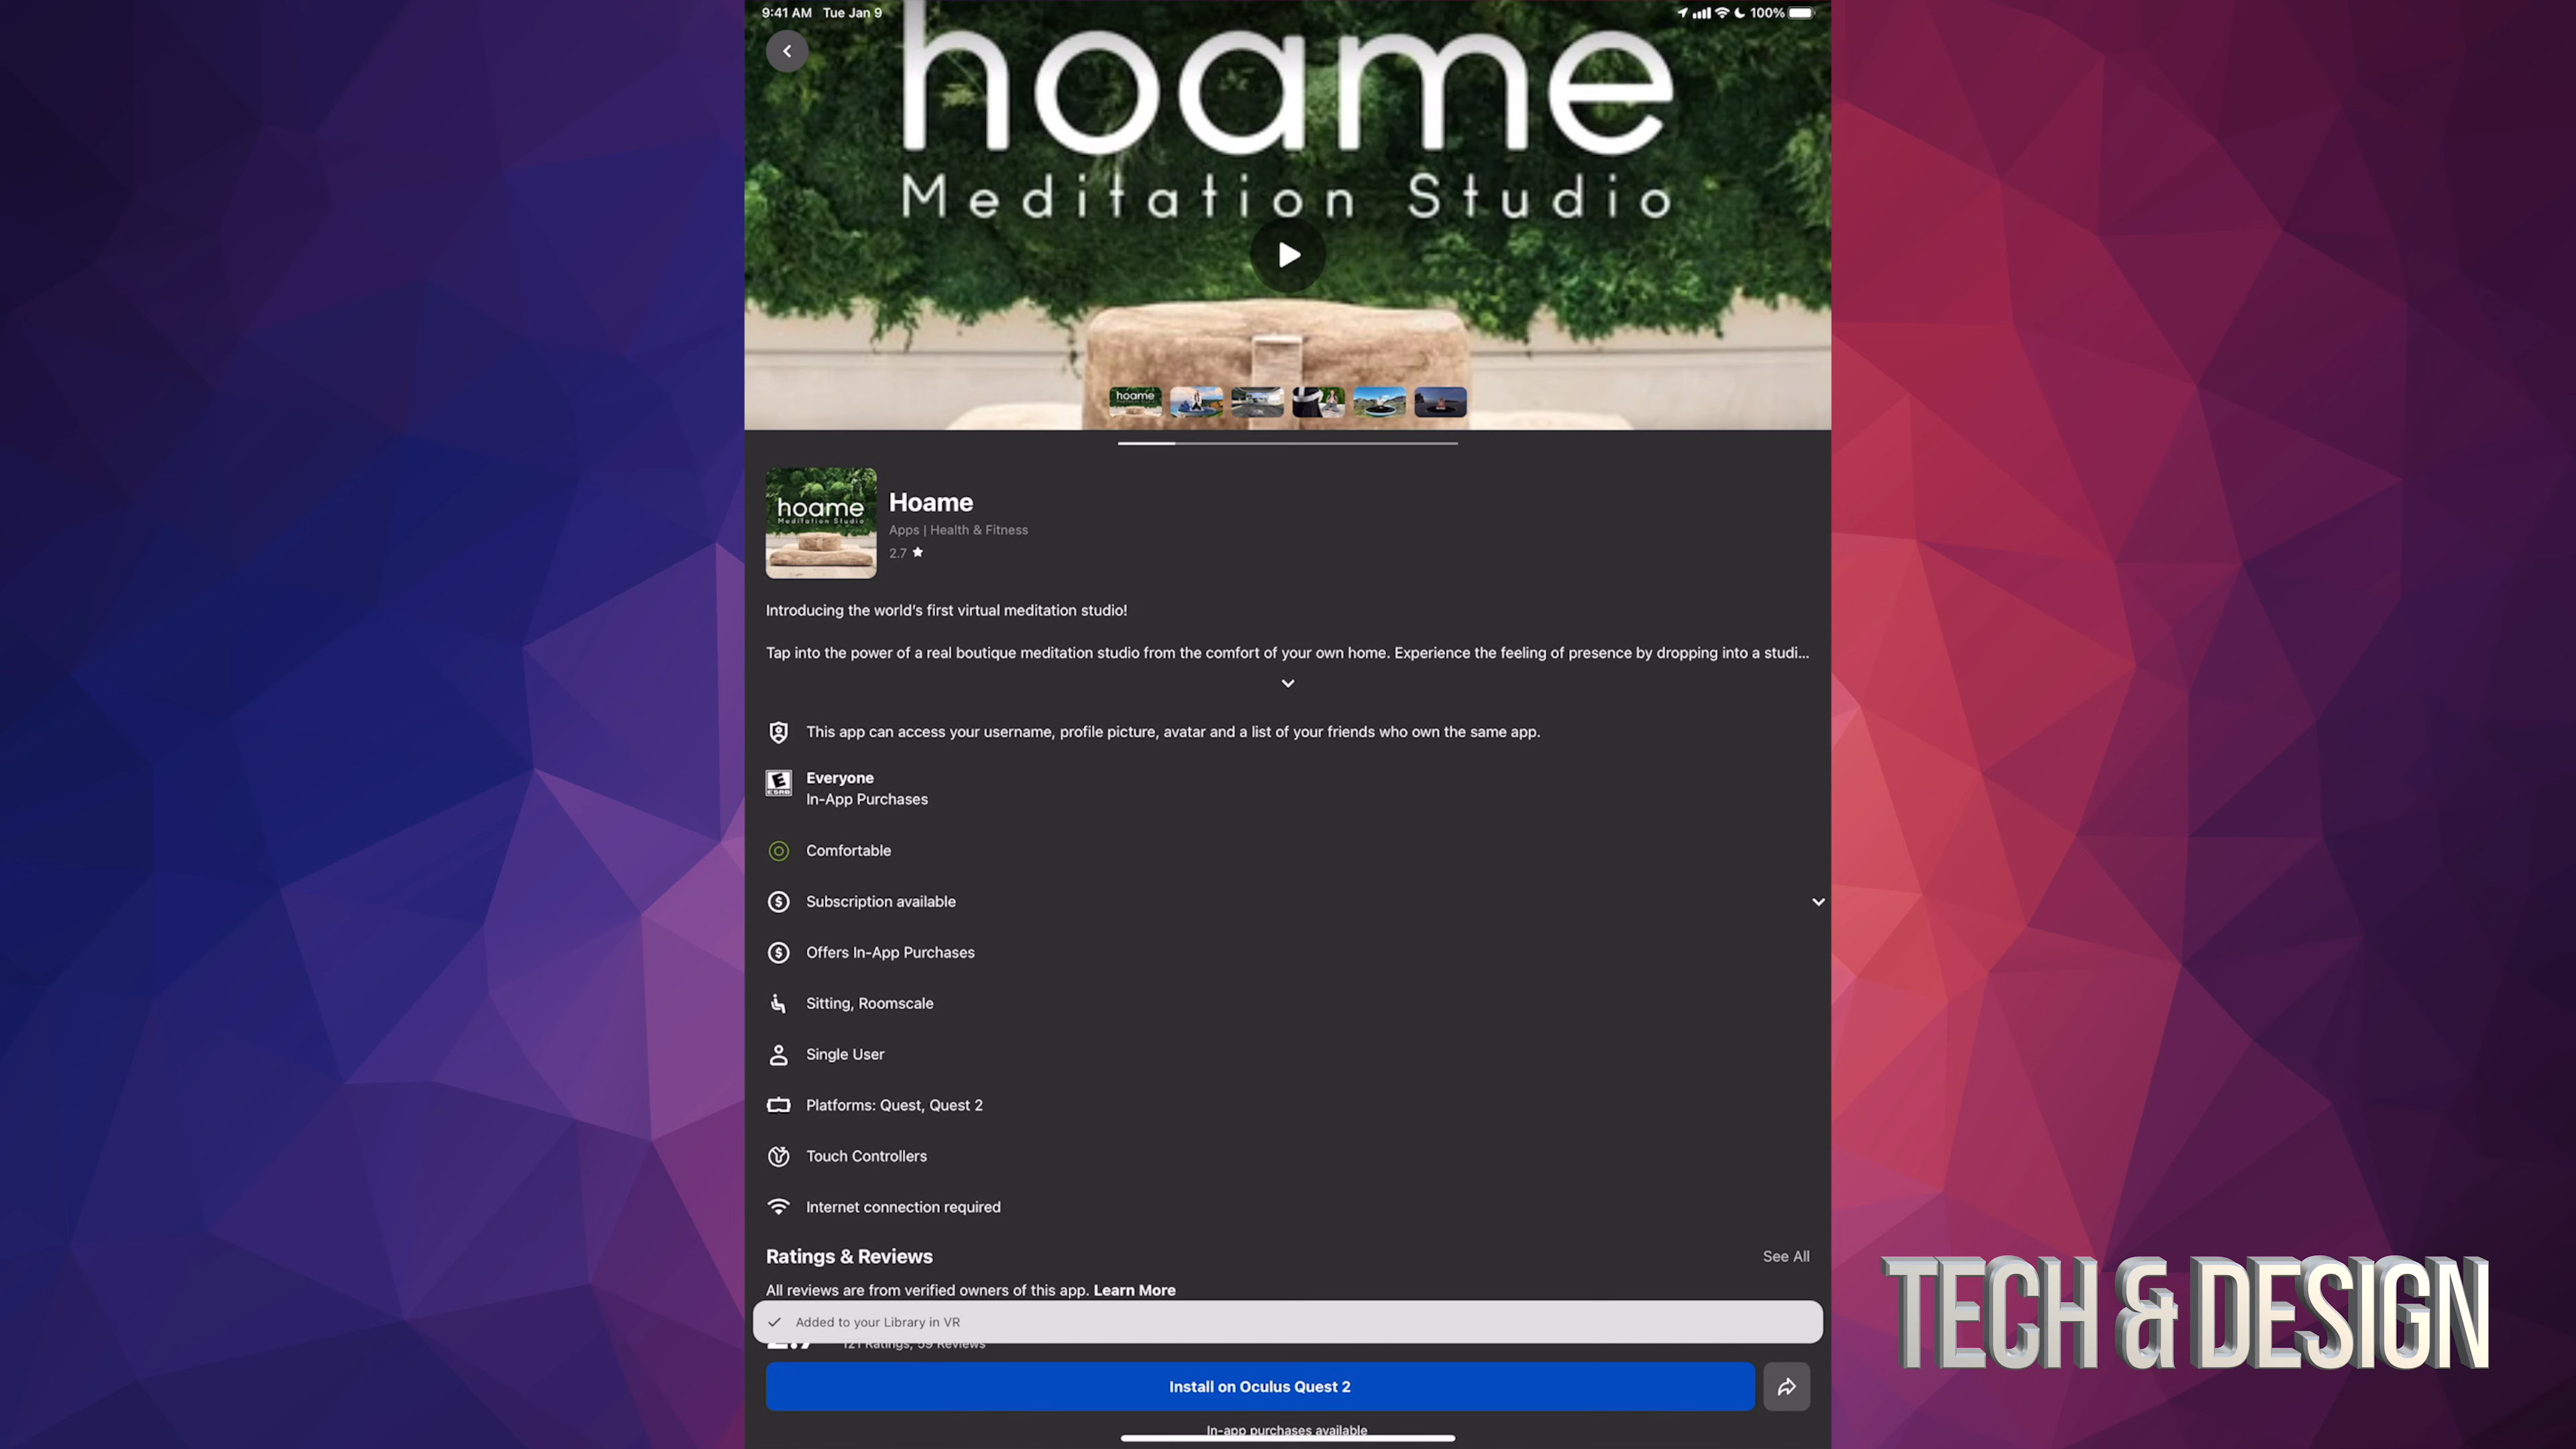 9:41 AM Tue Jan 9
100%
hoame
Meditation Studio
hoame
hoame
Meditation Studio
Hoame
Apps | Health & Fitness
2.7
Introducing the world's first virtual meditation studio!
Tap into the power of a real boutique meditation studio from the comfort of your own home. Experience the feeling of presence by dropping into a studi...
This app can access your username, profile picture, avatar and a list of your friends who own the same app.
E
ESRB
Everyone
In-App Purchases
Comfortable
Subscription available
Offers In-App Purchases
Sitting, Roomscale
Single User
Platforms: Quest, Quest 2
Touch Controllers
Internet connection required
Ratings & Reviews
See All
All reviews are from verified owners of this app. Learn More
Added to your Library in VR
121 Ratings, 59 Reviews
Install on Oculus Quest 2
In-app purchases available
TECH & DESIGN